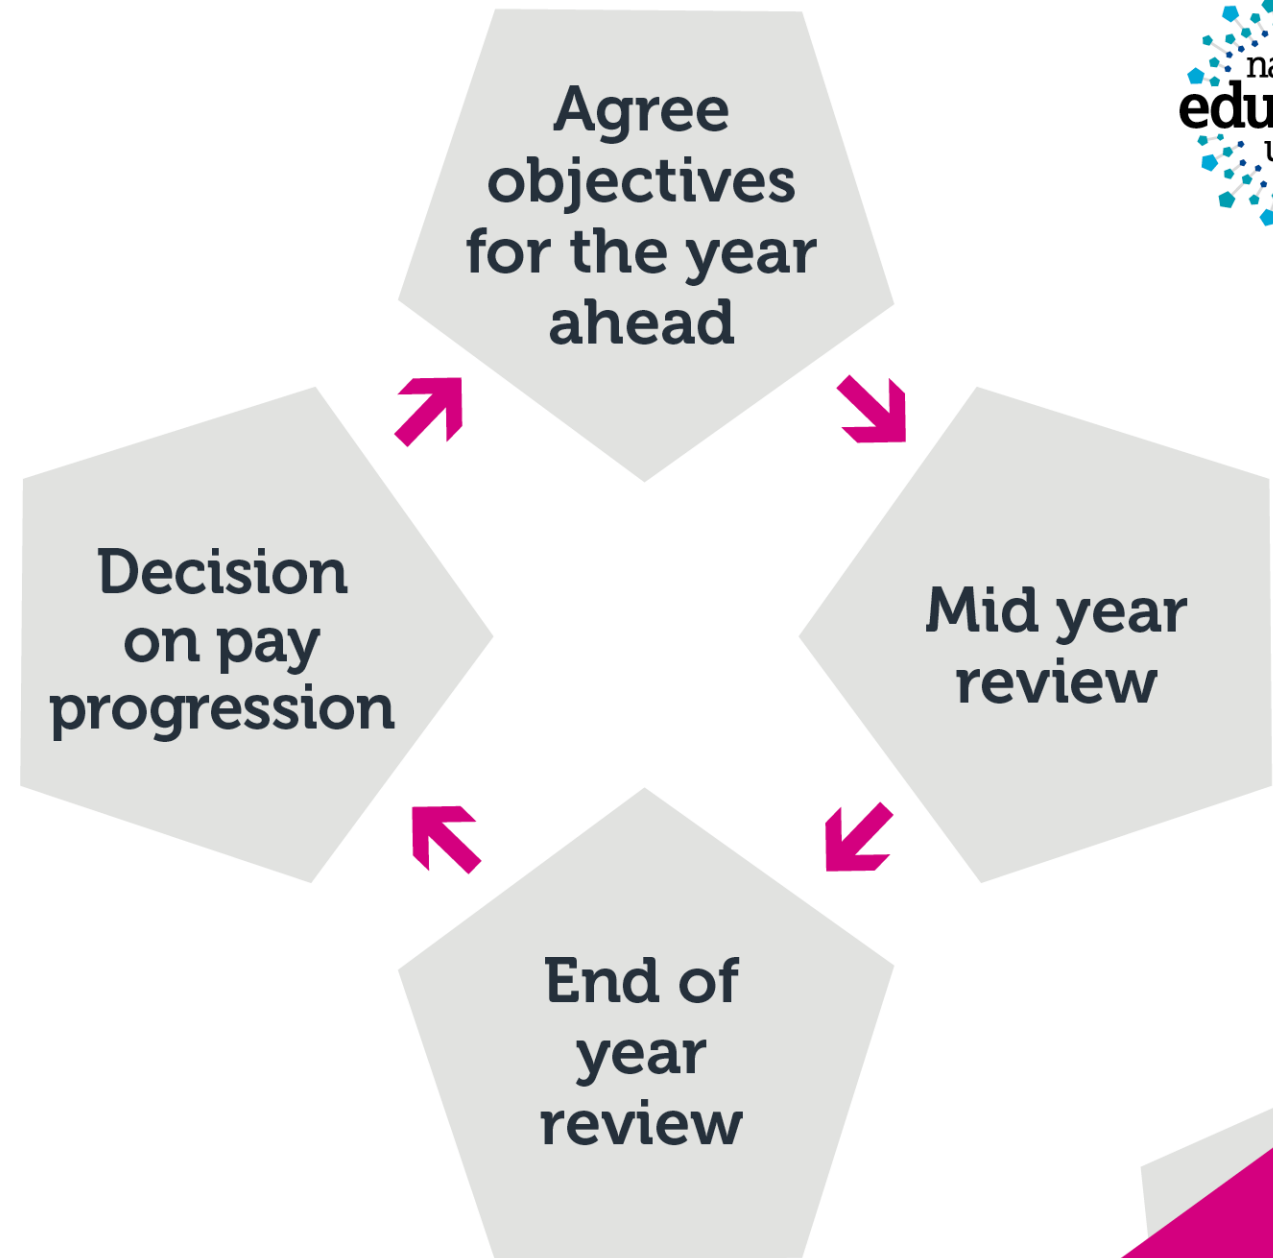 Agree
objectives
for the year
ahead
Mid year
review
End of
year
review
Decision
on pay
progression